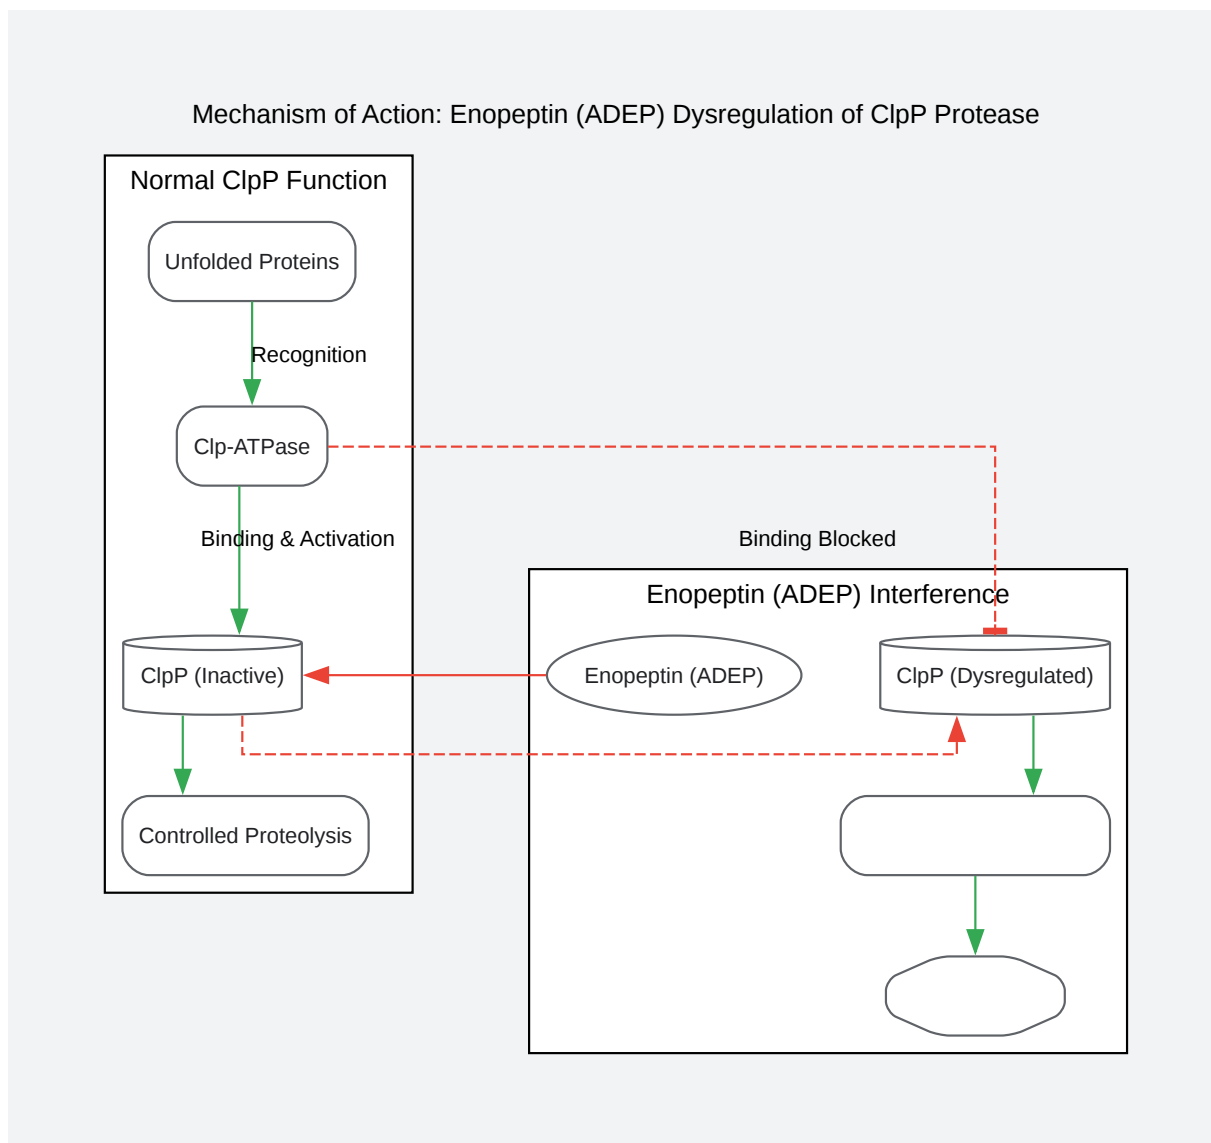 Mechanism of Action: Enopeptin (ADEP) Dysregulation of ClpP Protease
Normal ClpP Function
Unfolded Proteins
Recognition
Clp-ATPase
Binding & Activation
ClpP (Inactive)
Controlled Proteolysis
Binding Blocked
Enopeptin (ADEP) Interference
Enopeptin (ADEP)
ClpP (Dysregulated)